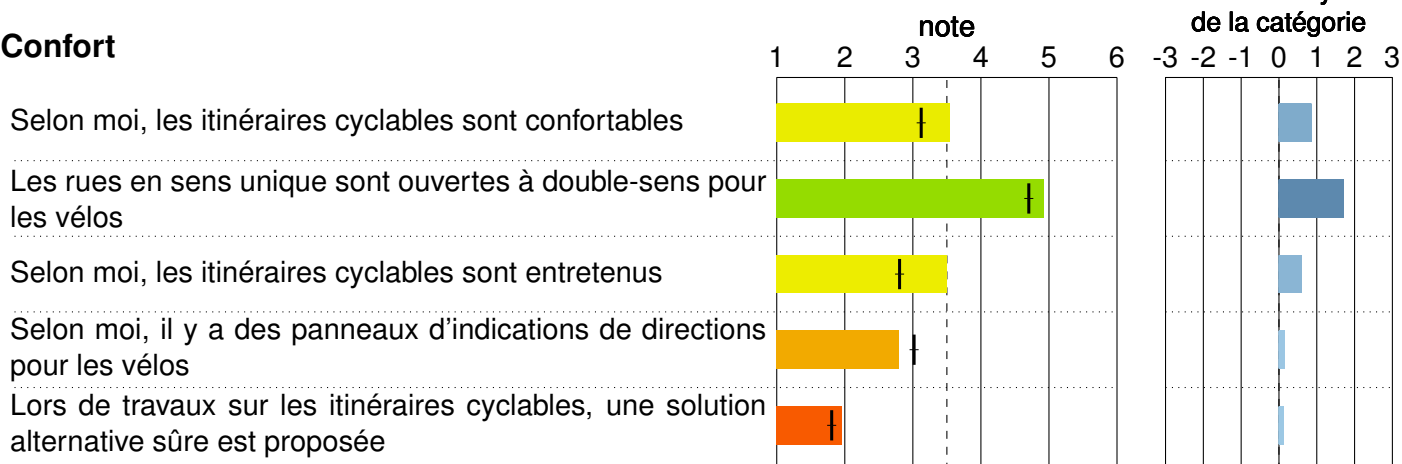 note
de la catégorie
Confort
1 2 3 4 5 6
-3 -2 -1 0 1 2 3
Selon moi, les itinéraires cyclables sont confortables
Les rues en sens unique sont ouvertes à double-sens pour
les vélos
Selon moi, les itinéraires cyclables sont entretenus
Selon moi, il y a des panneaux d'indications de directions
pour les vélos
Lors de travaux sur les itinéraires cyclables, une solution
alternative sûre est proposée